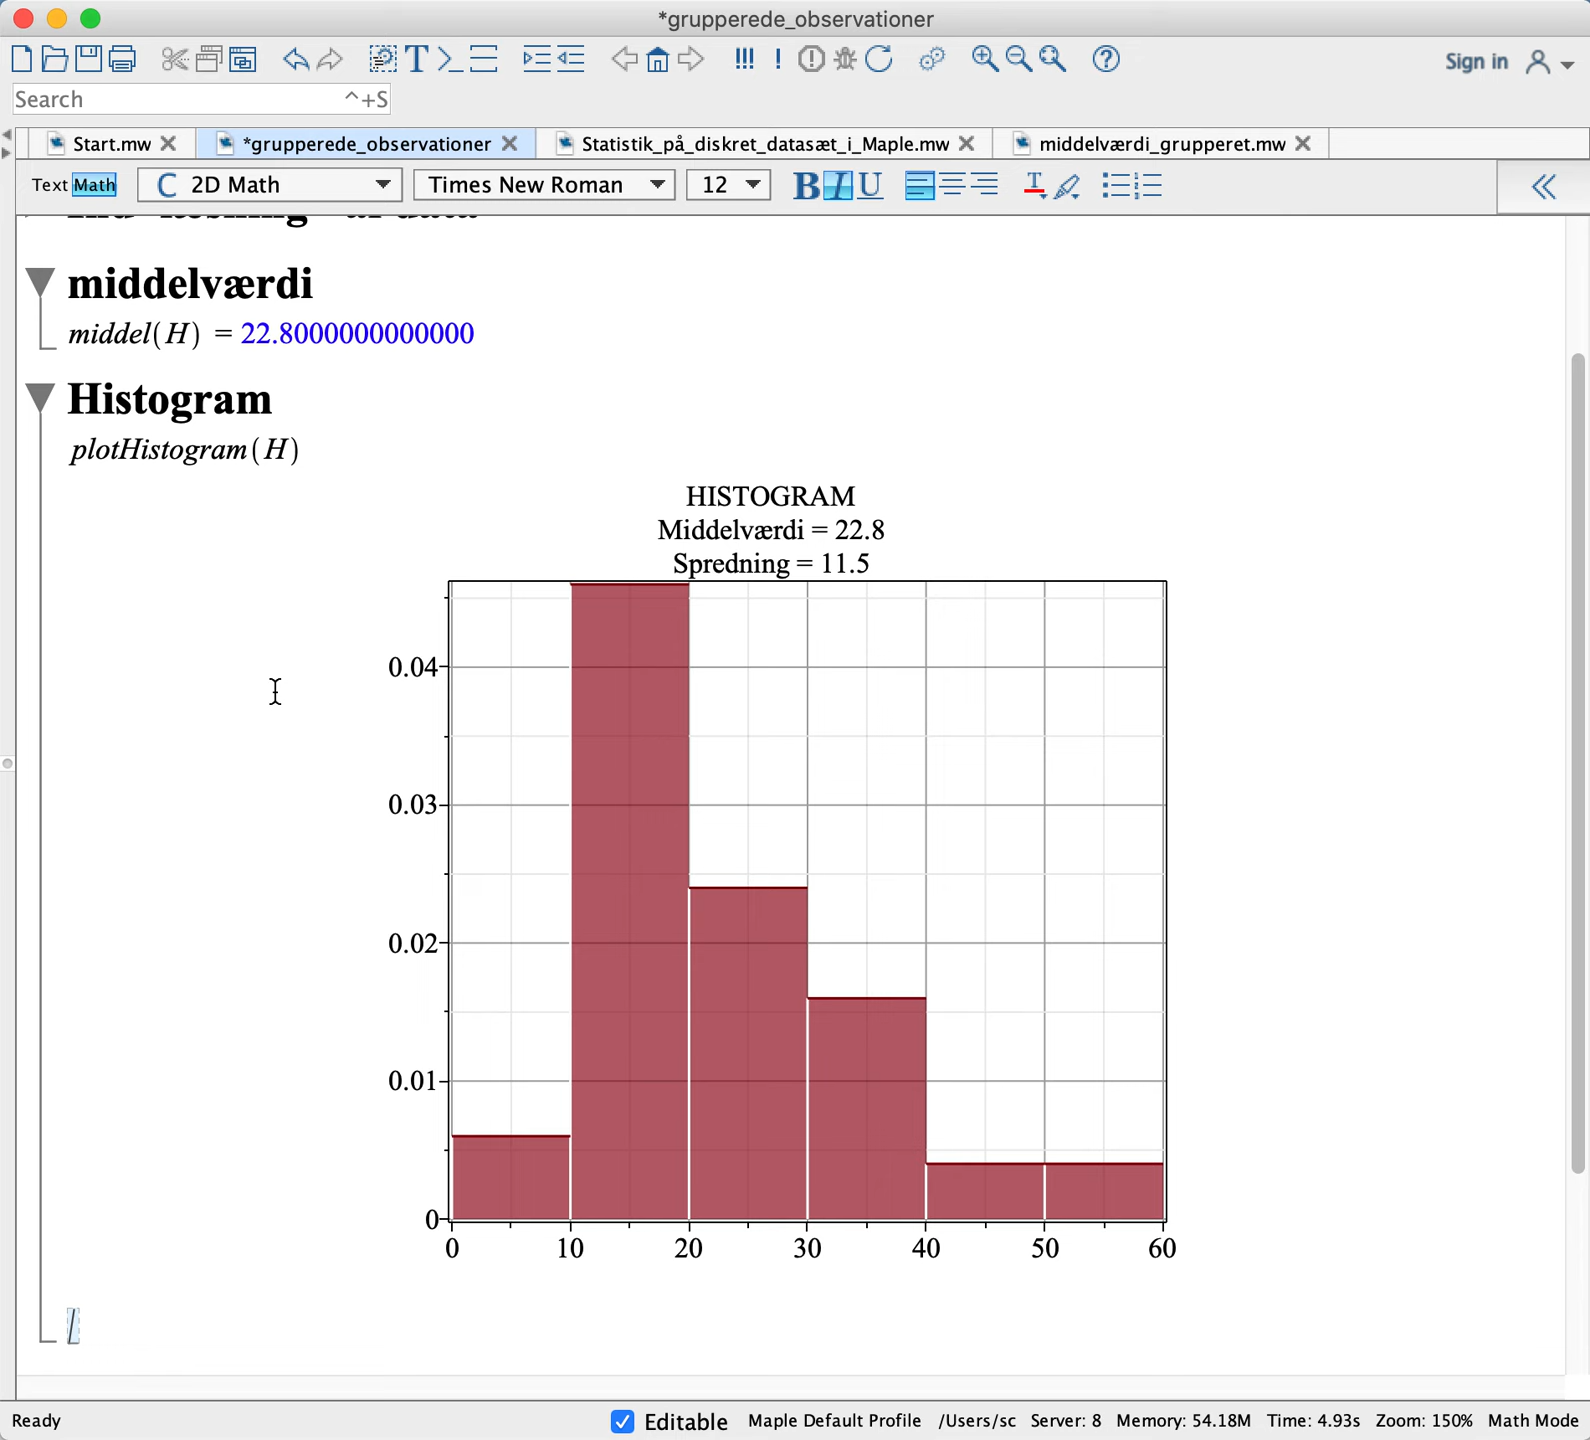 *grupperede_observationer
Sign in
Search ^+S
Start.mw *grupperede_observationer Statistik_på_diskret_datasæt_i_Maple.mw middelværdi_grupperet.mw
Text Math C 2D Math Times New Roman 12 B I U
middelværdi
middel(H) = 22.8000000000000
Histogram
plotHistogram(H)
HISTOGRAM
Middelværdi = 22.8
Spredning = 11.5
0.04
0.03
0.02
0.01
0
0 10 20 30 40 50 60
/
Ready Editable Maple Default Profile /Users/sc Server: 8 Memory: 54.18M Time: 4.93s Zoom: 150% Math Mode